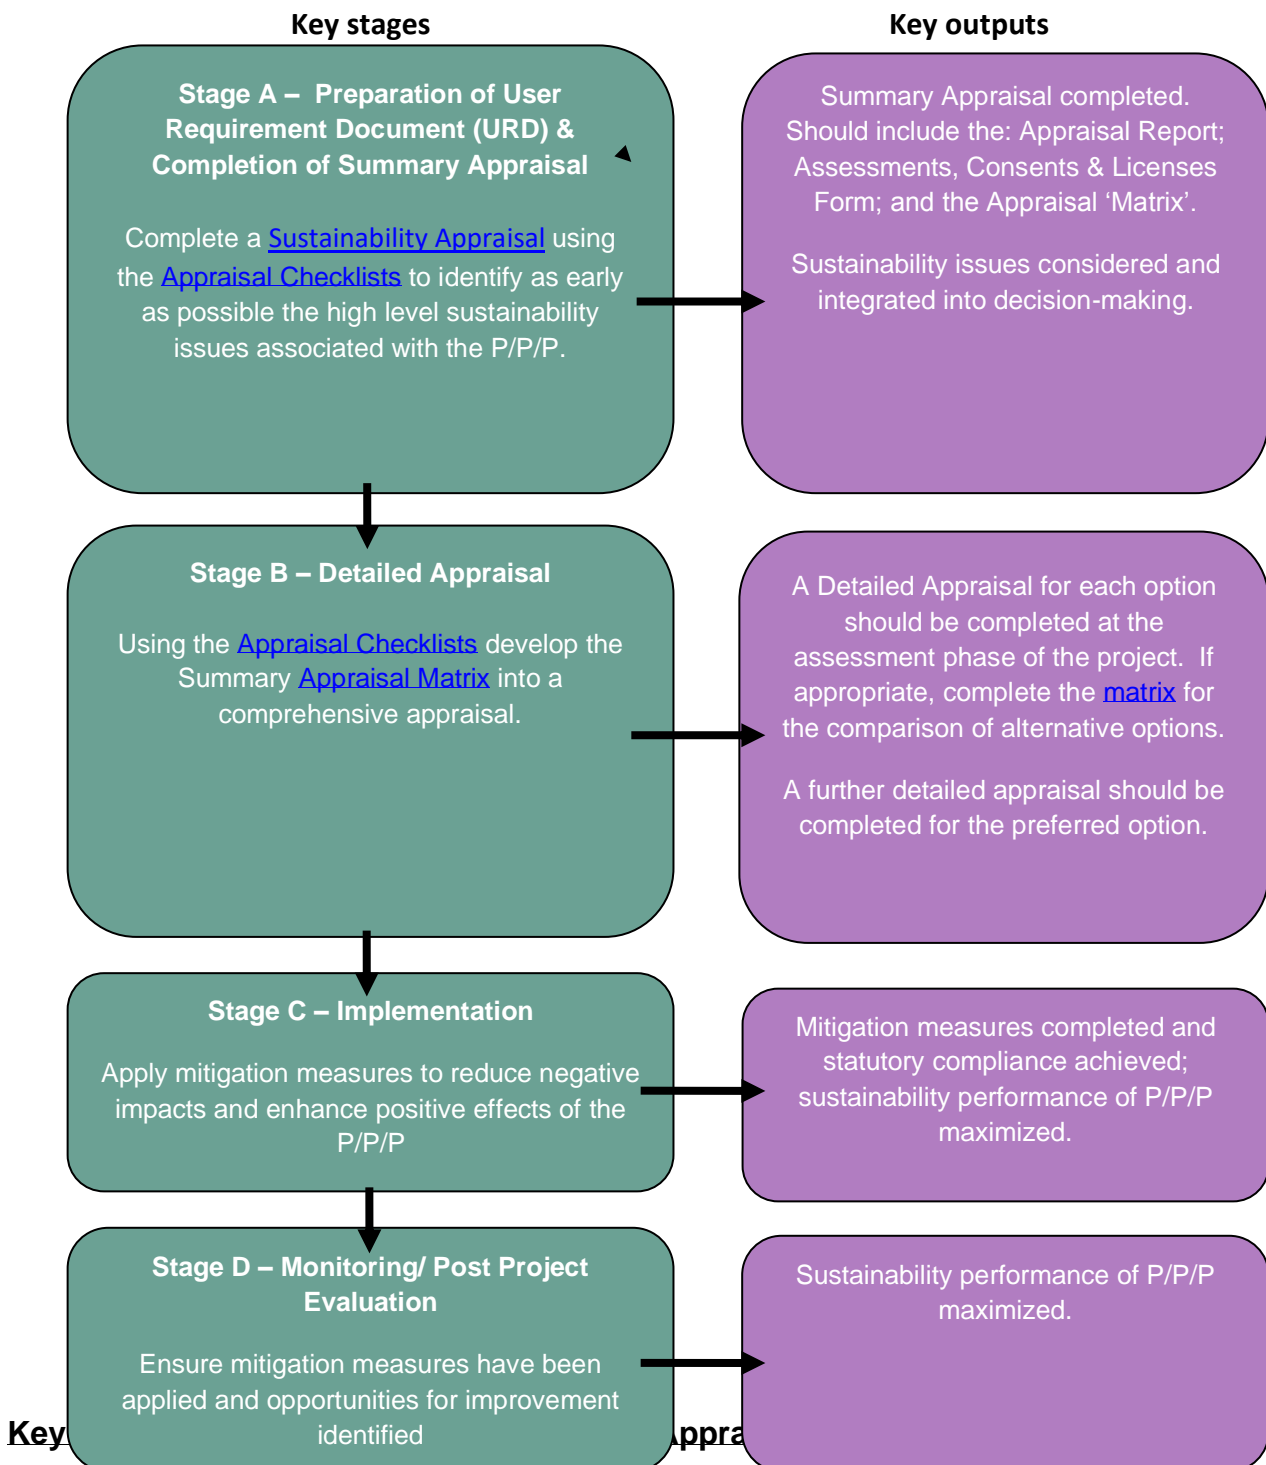 Key stages
Key outputs
Stage A – Preparation of User
Requirement Document (URD) &
Completion of Summary Appraisal
Complete a Sustainability Appraisal using
the Appraisal Checklists to identify as early
as possible the high level sustainability
issues associated with the P/P/P.
Summary Appraisal completed.
Should include the: Appraisal Report;
Assessments, Consents & Licenses
Form; and the Appraisal ‘Matrix’.
Sustainability issues considered and
integrated into decision-making.
Stage B – Detailed Appraisal
Using the Appraisal Checklists develop the
Summary Appraisal Matrix into a
comprehensive appraisal.
A Detailed Appraisal for each option
should be completed at the
assessment phase of the project. If
appropriate, complete the matrix for
the comparison of alternative options.
A further detailed appraisal should be
completed for the preferred option.
Stage C – Implementation
Apply mitigation measures to reduce negative
impacts and enhance positive effects of the
P/P/P
Mitigation measures completed and
statutory compliance achieved;
sustainability performance of P/P/P
maximized.
Stage D – Monitoring/ Post Project
Evaluation
Ensure mitigation measures have been
applied and opportunities for improvement
identified
Sustainability performance of P/P/P
maximized.
Key